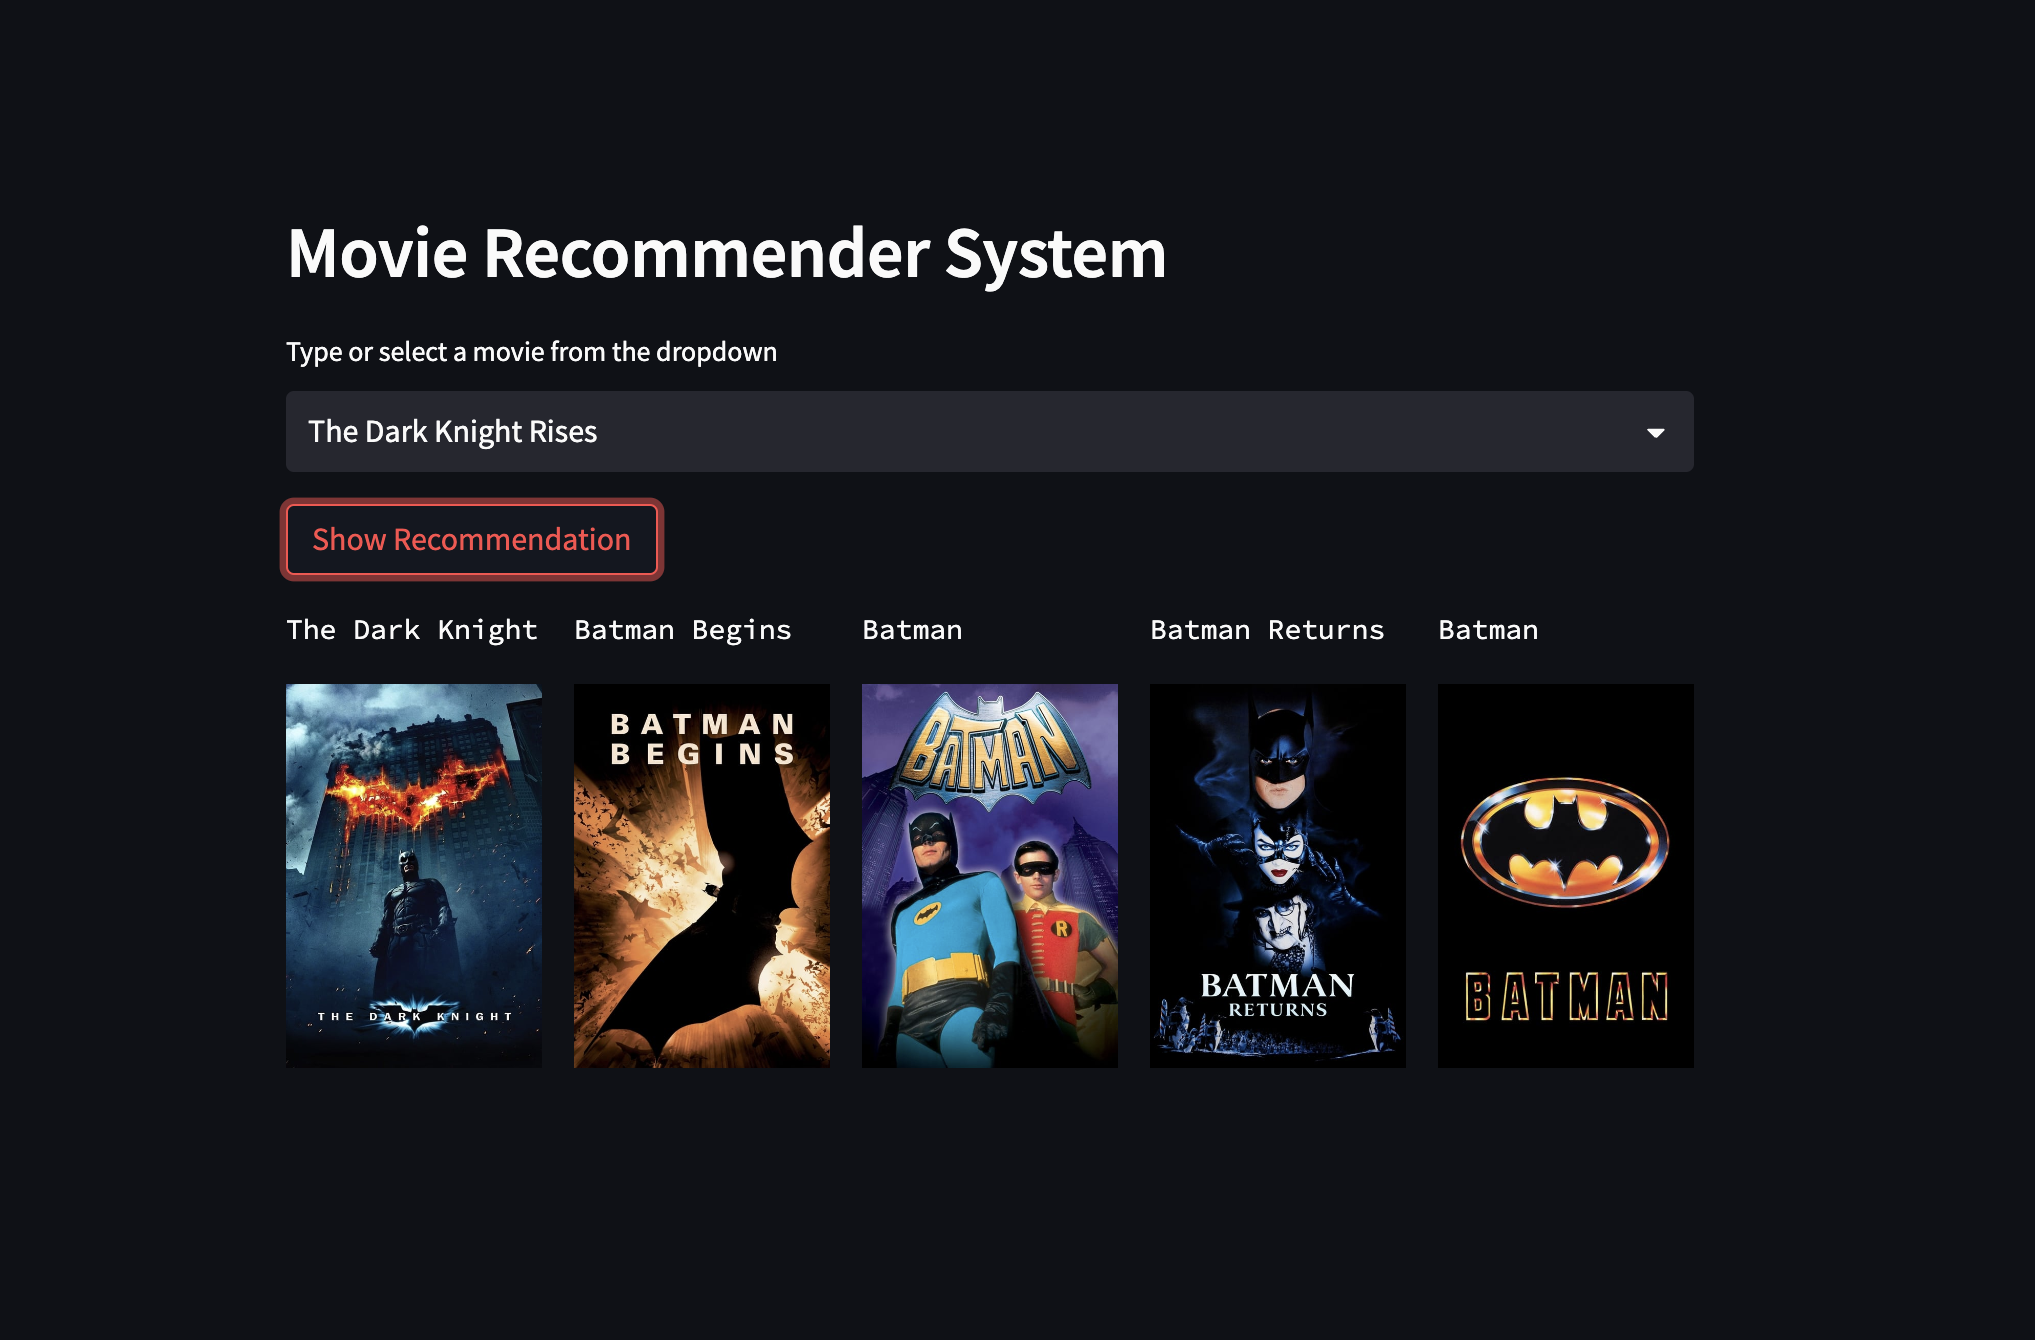 Movie Recommender System
Type or select a movie from the dropdown
The Dark Knight Rises
Show Recommendation
The Dark Knight
Batman Begins
Batman
Batman Returns
Batman
THE DARK KNIGHT
BATMAN
BEGINS
BATMAN
R
BATMAN
RETURNS
BATMAN